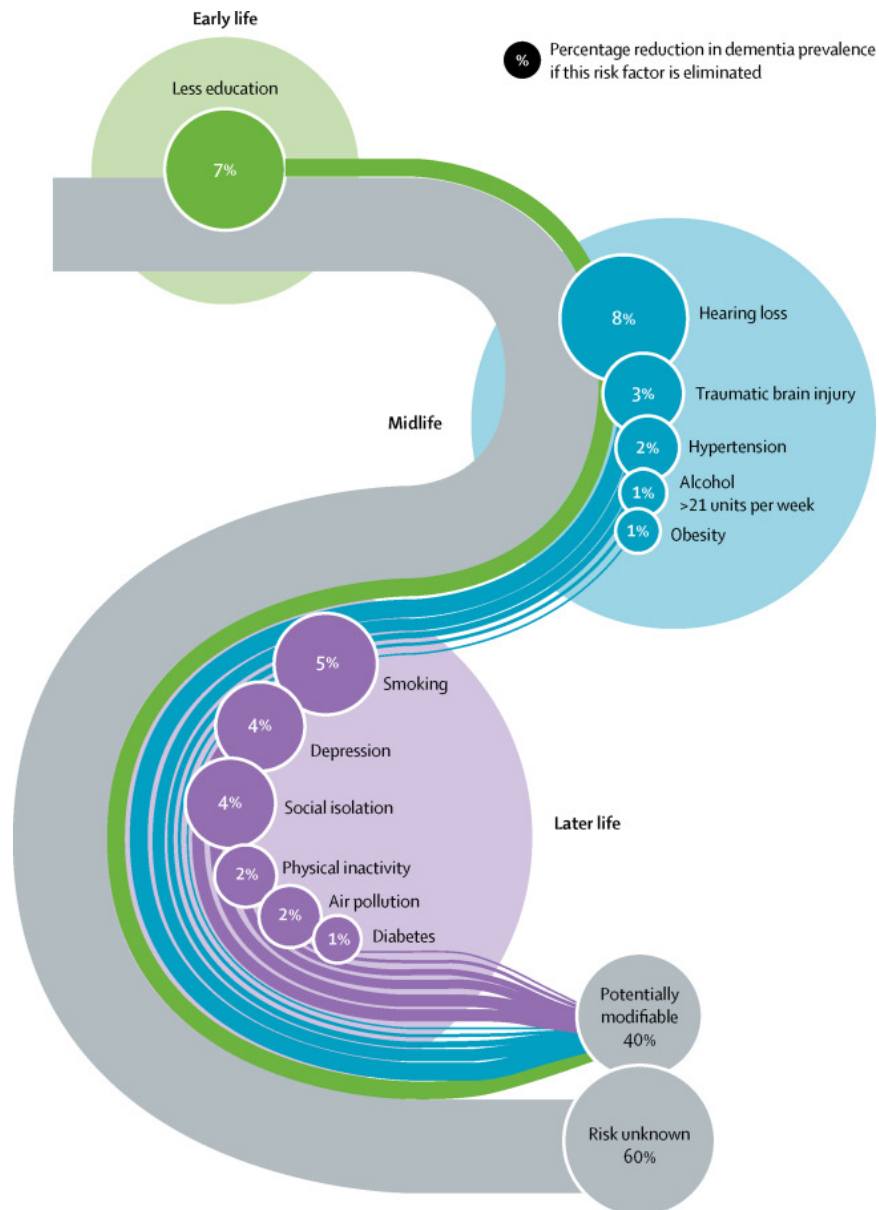 Early life
%
Percentage reduction in dementia prevalence
if this risk factor is eliminated
Less education
7%
8%
Hearing loss
3%
Traumatic brain injury
Midlife
2%
Hypertension
1%
Alcohol
>21 units per week
1%
Obesity
5%
Smoking
4%
Depression
4%
Social isolation
Later life
2%
Physical inactivity
2%
Air pollution
1%
Diabetes
Potentially
modifiable
40%
Risk unknown
60%